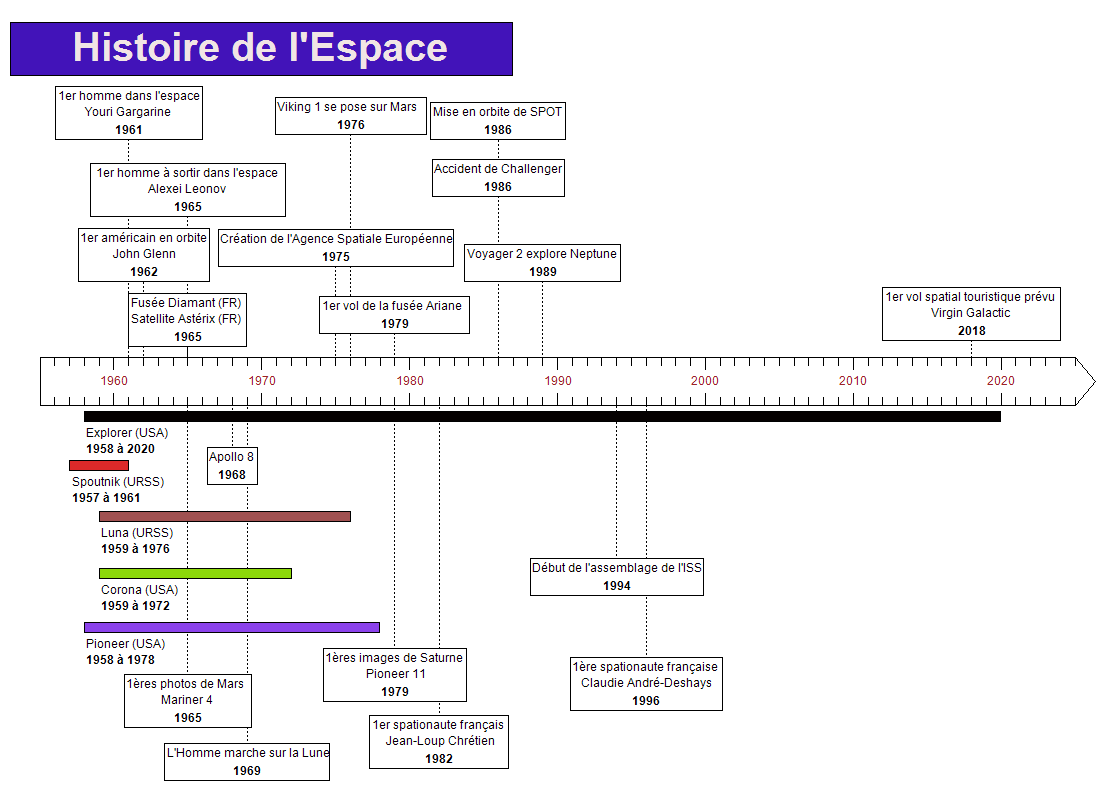 Histoire de l'Espace
1er homme dans l'espace
Youri Gargarine
1961
Viking 1 se pose sur Mars
1976
Mise en orbite de SPOT
1986
1er homme à sortir dans l'espace
Alexei Leonov
1965
Accident de Challenger
1986
1er américain en orbite
John Glenn
1962
Création de l'Agence Spatiale Européenne
1975
Voyager 2 explore Neptune
1989
Fusée Diamant (FR)
Satellite Astérix (FR)
1965
1er vol de la fusée Ariane
1979
1er vol spatial touristique prévu
Virgin Galactic
2018
1960 1970 1980 1990 2000 2010 2020
Explorer (USA)
1958 à 2020
Apollo 8
1968
Spoutnik (URSS)
1957 à 1961
Luna (URSS)
1959 à 1976
Corona (USA)
1959 à 1972
Début de l'assemblage de l'ISS
1994
Pioneer (USA)
1958 à 1978
1ères photos de Mars
Mariner 4
1965
1ères images de Saturne
Pioneer 11
1979
1ère spationaute française
Claudie André-Deshays
1996
L'Homme marche sur la Lune
1969
1er spationaute français
Jean-Loup Chrétien
1982